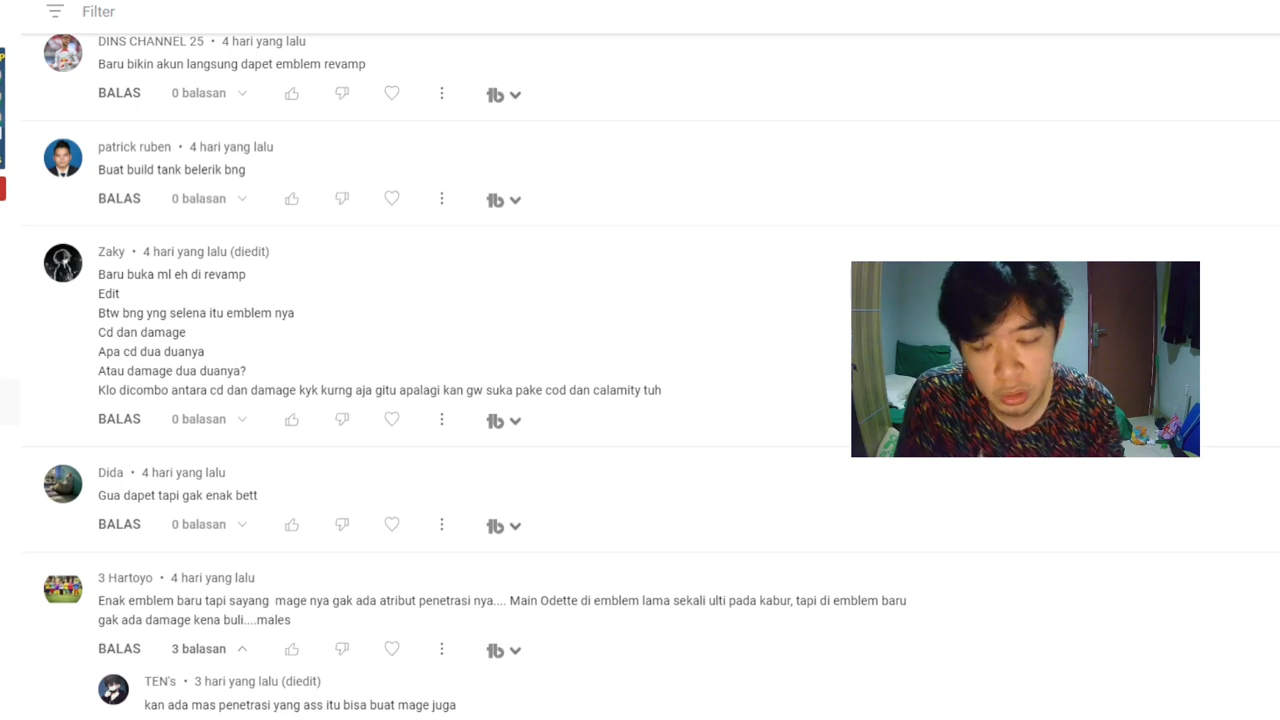 Filter
DINS CHANNEL 25 • 4 hari yang lalu
Baru bikin akun langsung dapet emblem revamp
BALAS 0 balasan
patrick ruben • 4 hari yang lalu
Buat build tank belerik bng
BALAS 0 balasan
Zaky • 4 hari yang lalu (diedit)
Baru buka ml eh di revamp
Edit
Btw bng yng selena itu emblem nya
Cd dan damage
Apa cd dua duanya
Atau damage dua duanya?
Klo dicombo antara cd dan damage kyk kurng aja gitu apalagi kan gw suka pake cod dan calamity tuh
BALAS 0 balasan
Dida • 4 hari yang lalu
Gua dapet tapi gak enak bett
BALAS 0 balasan
3 Hartoyo • 4 hari yang lalu
Enak emblem baru tapi sayang mage nya gak ada atribut penetrasi nya.... Main Odette di emblem lama sekali ulti pada kabur, tapi di emblem baru
gak ada damage kena buli....males
BALAS 3 balasan
TEN's • 3 hari yang lalu (diedit)
kan ada mas penetrasi yang ass itu bisa buat mage juga